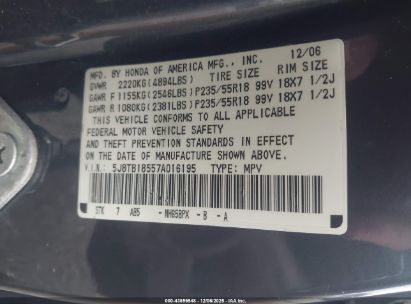 MFD. BY HONDA OF AMERICA MFG., INC. 12/06
GVWR 2220KG(4894LBS) TIRE SIZE RIM SIZE
GAWR F 1155KG(2546LBS)P235/55R18 99V 18X7 1/2J
GAWR R 1080KG(2381LBS)P235/55R18 99V 18X7 1/2J
THIS VEHICLE CONFORMS TO ALL APPLICABLE
FEDERAL MOTOR VEHICLE SAFETY
AND THEFT PREVENTION STANDARDS IN EFFECT
ON THE DATE OF MANUFACTURE SHOWN ABOVE.
V.I.N.: 5J8TB18557A016195 TYPE: MPV
STK 7 AB5 -NH658PX - B - A